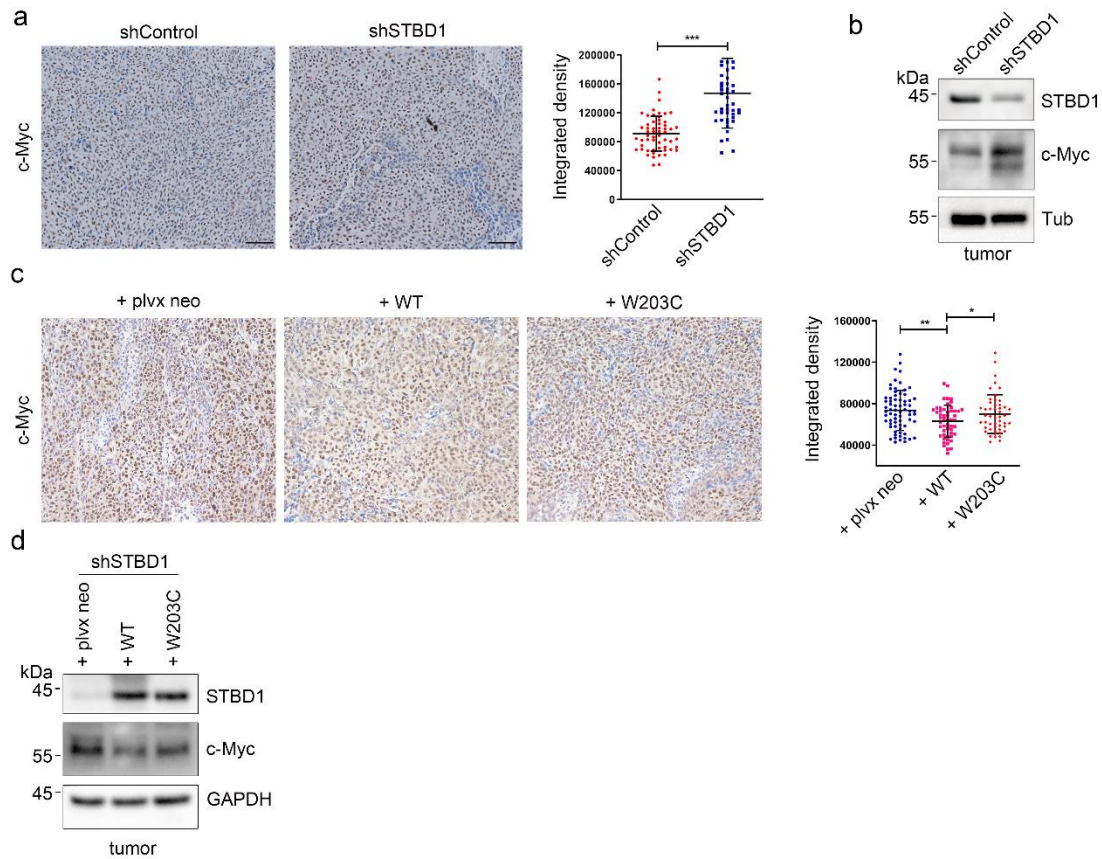 a
shControl
shSTBD1
c-Myc
Integrated density
200000
160000
120000
80000
40000
0
***
shControl
shSTBD1
b
shControl
shSTBD1
kDa
45
STBD1
55
c-Myc
55
Tub
tumor
c
+ plvx neo
+ WT
+ W203C
c-Myc
Integrated density
160000
120000
80000
40000
**
*
+ plvx neo
+ WT
+ W203C
d
shSTBD1
+ plvx neo
+ WT
+ W203C
kDa
45
STBD1
55
c-Myc
45
GAPDH
tumor